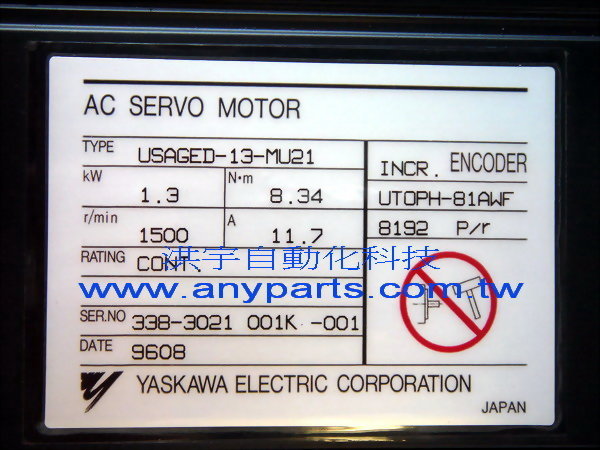 AC SERVO MOTOR
TYPE USAGED-13-MU21
kW 1.3 N·m 8.34
r/min 1500 A 11.7
RATING CONT.
SER.NO 338-3021 001K -001
DATE 9608
INCR. ENCODER
UTOPH-81AWF
8192 P/r
洪宇自動化科技
www.anyparts.com.tw
YASKAWA ELECTRIC CORPORATION
JAPAN